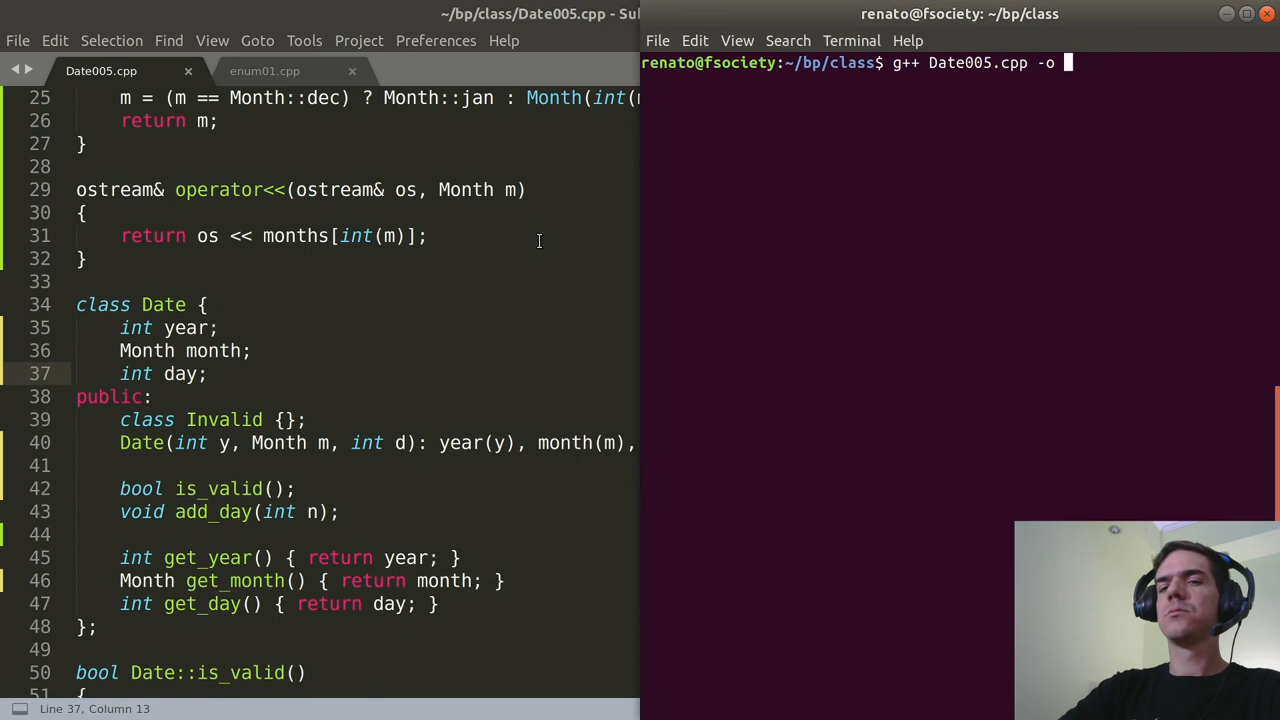 ~/bp/class/Date005.cpp - Su
File Edit Selection Find View Goto Tools Project Preferences Help
Date005.cpp × enum01.cpp ×
25 m = (m == Month::dec) ? Month::jan : Month(int(
26 return m;
27 }
28
29 ostream& operator<<(ostream& os, Month m)
30 {
31 return os << months[int(m)];
32 }
33
34 class Date {
35 int year;
36 Month month;
37 int day;
38 public:
39 class Invalid {};
40 Date(int y, Month m, int d): year(y), month(m),
41
42 bool is_valid();
43 void add_day(int n);
44
45 int get_year() { return year; }
46 Month get_month() { return month; }
47 int get_day() { return day; }
48 };
49
50 bool Date::is_valid()
51 {
Line 37, Column 13
renato@fsociety: ~/bp/class
File Edit View Search Terminal Help
renato@fsociety:~/bp/class$ g++ Date005.cpp -o